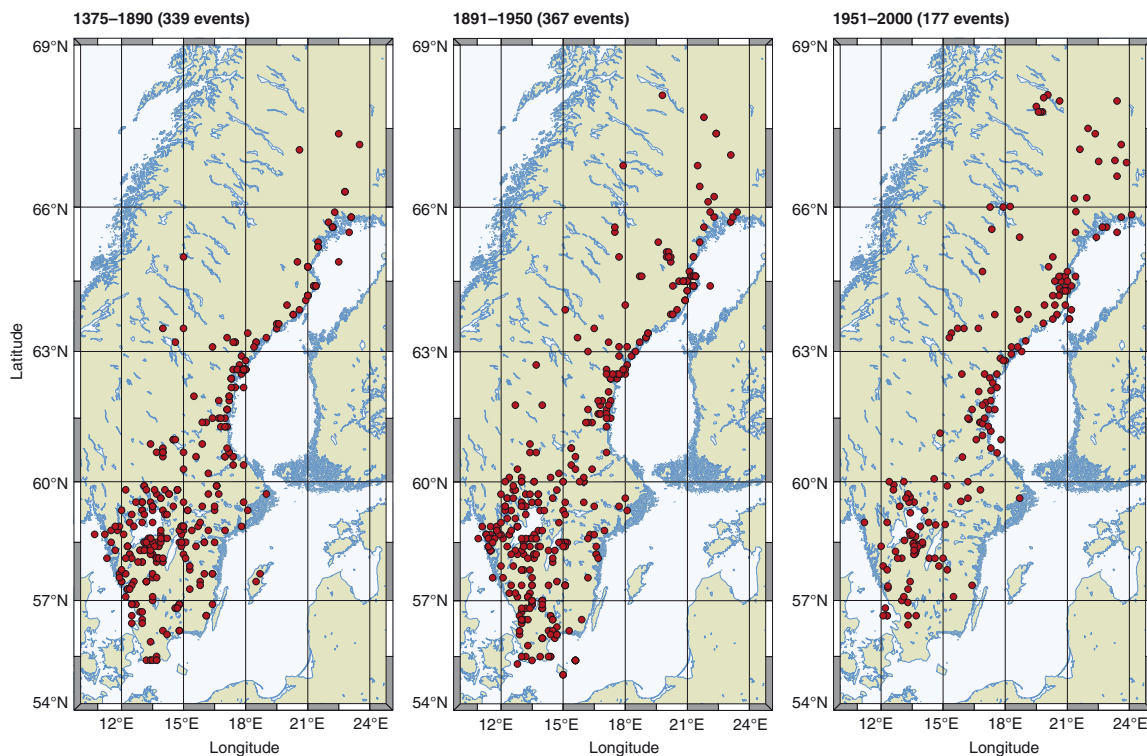 1375–1890 (339 events)
1891–1950 (367 events)
1951–2000 (177 events)
69°N
69°N
69°N
66°N
66°N
66°N
63°N
63°N
63°N
Latitude
60°N
60°N
60°N
57°N
57°N
57°N
54°N
54°N
54°N
12°E 15°E 18°E 21°E 24°E
12°E 15°E 18°E 21°E 24°E
12°E 15°E 18°E 21°E 24°E
Longitude
Longitude
Longitude